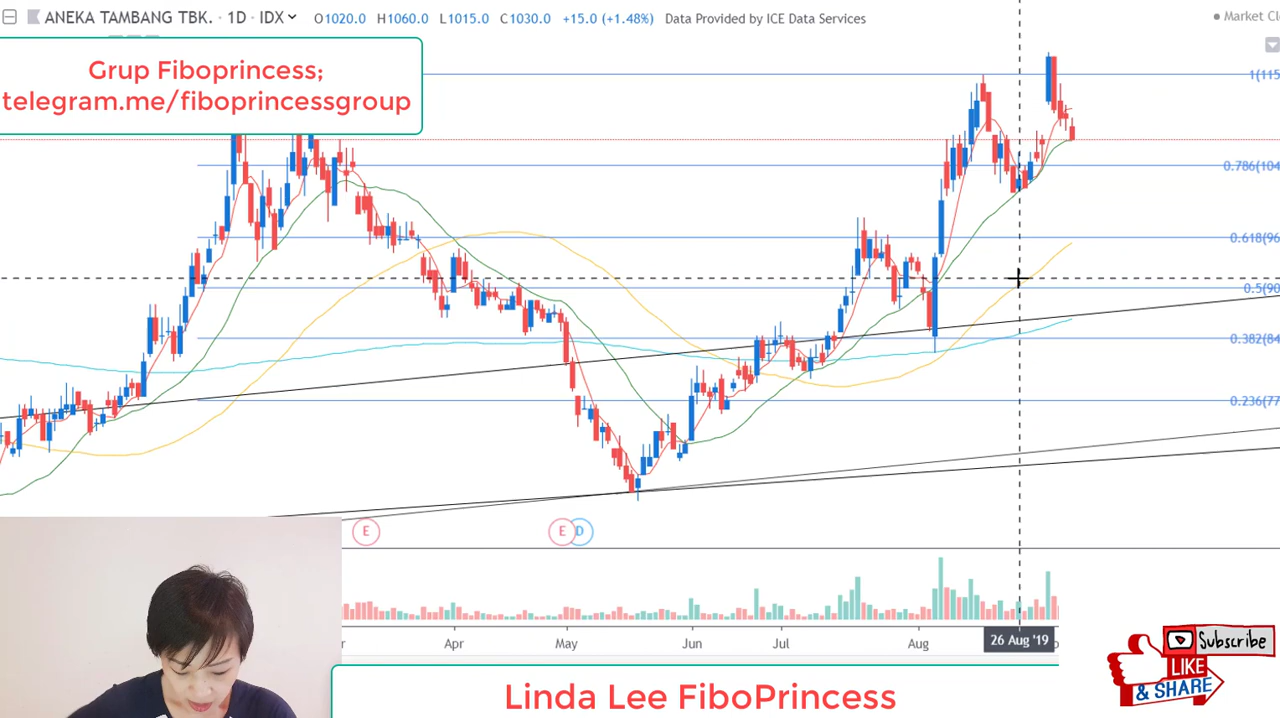 ANEKA TAMBANG TBK. · 1D · IDX O1020.0 H1060.0 L1015.0 C1030.0 +15.0 (+1.48%) Data Provided by ICE Data Services
Market
Grup Fiboprincess;
telegram.me/fiboprincessgroup
1(115
0.786(104
0.618(96
0.5(90
0.382(84
0.236(77
E
E
D
Apr
May
Jun
Jul
Aug
26 Aug '19
Subscribe
LIKE
& SHARE
Linda Lee FiboPrincess